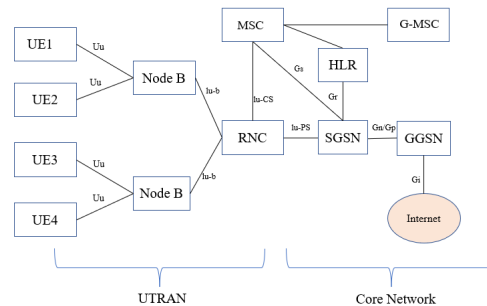 MSC
G-MSC
UE1
Uu
Gs
HLR
Uu
Node B
Iu-b
Iu-CS
Gr
UE2
RNC
Iu-PS
SGSN
Gn/Gp
GGSN
UE3
Uu
Iu-b
Gi
Uu
Node B
UE4
Internet
UTRAN
Core Network